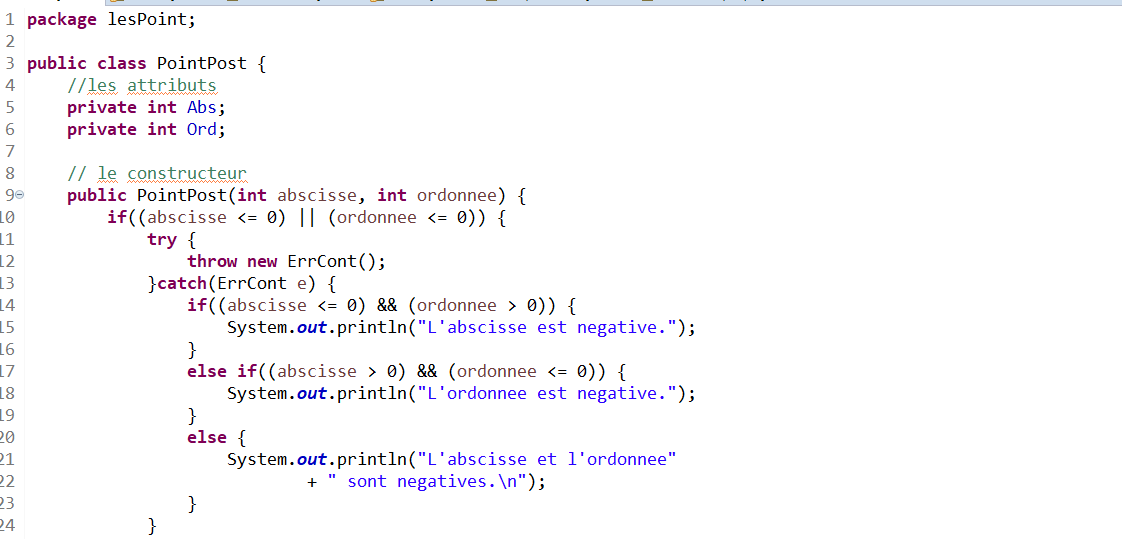 1 package lesPoint;
2
3 public class PointPost {
4     //les attributs
5     private int Abs;
6     private int Ord;
7
8     // le constructeur
9     public PointPost(int abscisse, int ordonnee) {
10         if((abscisse <= 0) || (ordonnee <= 0)) {
11             try {
12                 throw new ErrCont();
13             }catch(ErrCont e) {
14                 if((abscisse <= 0) && (ordonnee > 0)) {
15                     System.out.println("L'abscisse est negative.");
16                 }
17                 else if((abscisse > 0) && (ordonnee <= 0)) {
18                     System.out.println("L'ordonnee est negative.");
19                 }
20                 else {
21                     System.out.println("L'abscisse et l'ordonnee"
22                             + " sont negatives.\n");
23                 }
24             }